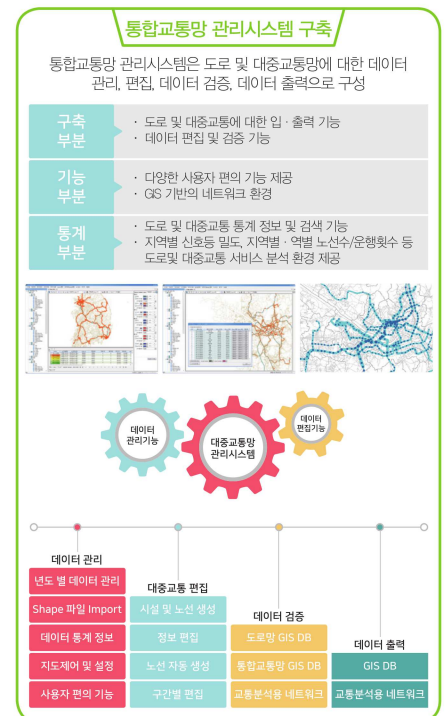 통합교통망 관리시스템 구축
통합교통망 관리시스템은 도로 및 대중교통망에 대한 데이터
관리, 편집, 데이터 검증, 데이터 출력으로 구성
구축
부분
· 도로 및 대중교통에 대한 입 · 출력 기능
· 데이터 편집 및 검증 기능
기능
부분
· 다양한 사용자 편의 기능 제공
· GIS 기반의 네트워크 환경
통계
부분
· 도로 및 대중교통 통계 정보 및 검색 기능
· 지역별 신호등 밀도, 지역별 · 역별 노선수/운행횟수 등
도로및 대중교통 서비스 분석 환경 제공
데이터
관리기능
대중교통망
관리시스템
데이터
편집기능
데이터 관리
년도 별 데이터 관리
Shape 파일 Import
데이터 통계 정보
지도제어 및 설정
사용자 편의 기능
대중교통 편집
시설 및 노선 생성
정보 편집
노선 자동 생성
구간별 편집
데이터 검증
도로망 GIS DB
통합교통망 GIS DB
교통분석용 네트워크
데이터 출력
GIS DB
교통분석용 네트워크